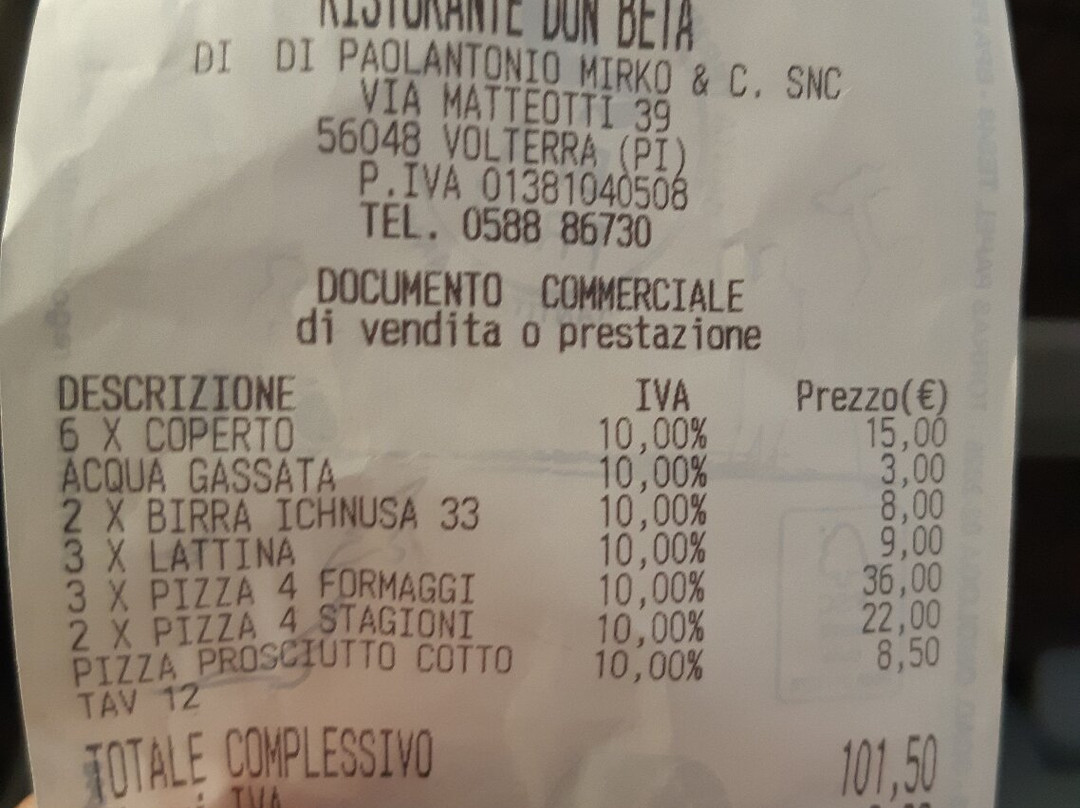 RISTORANTE DON BETA
DI DI PAOLANTONIO MIRKO & C. SNC
VIA MATTEOTTI 39
56048 VOLTERRA (PI)
P.IVA 01381040508
TEL. 0588 86730
DOCUMENTO COMMERCIALE
di vendita o prestazione
DESCRIZIONE IVA Prezzo(€)
6 X COPERTO 10,00% 15,00
ACQUA GASSATA 10,00% 3,00
2 X BIRRA ICHNUSA 33 10,00% 8,00
3 X LATTINA 10,00% 9,00
3 X PIZZA 4 FORMAGGI 10,00% 36,00
2 X PIZZA 4 STAGIONI 10,00% 22,00
PIZZA PROSCIUTTO COTTO 10,00% 8,50
TAV 12
TOTALE COMPLESSIVO 101,50
IVA